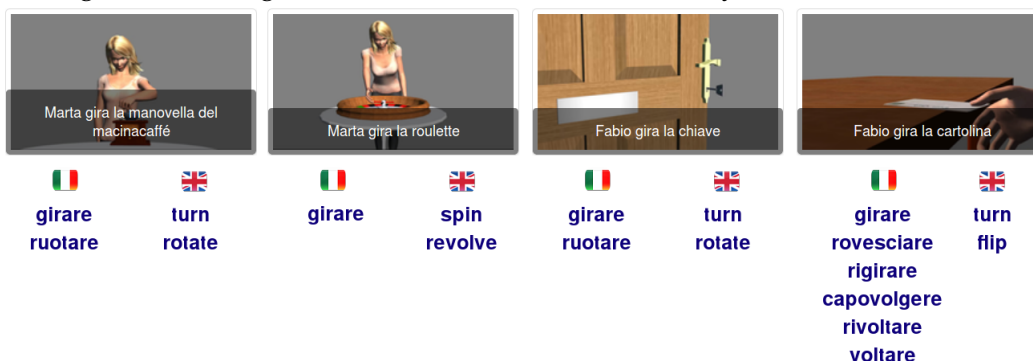 Marta gira la manovella del
macinacaffé
Marta gira la roulette
Fabio gira la chiave
Fabio gira la cartolina
girare
ruotare
turn
rotate
girare
spin
revolve
girare
ruotare
turn
rotate
girare
rovesciare
rigirare
capovolgere
rivoltare
voltare
turn
flip